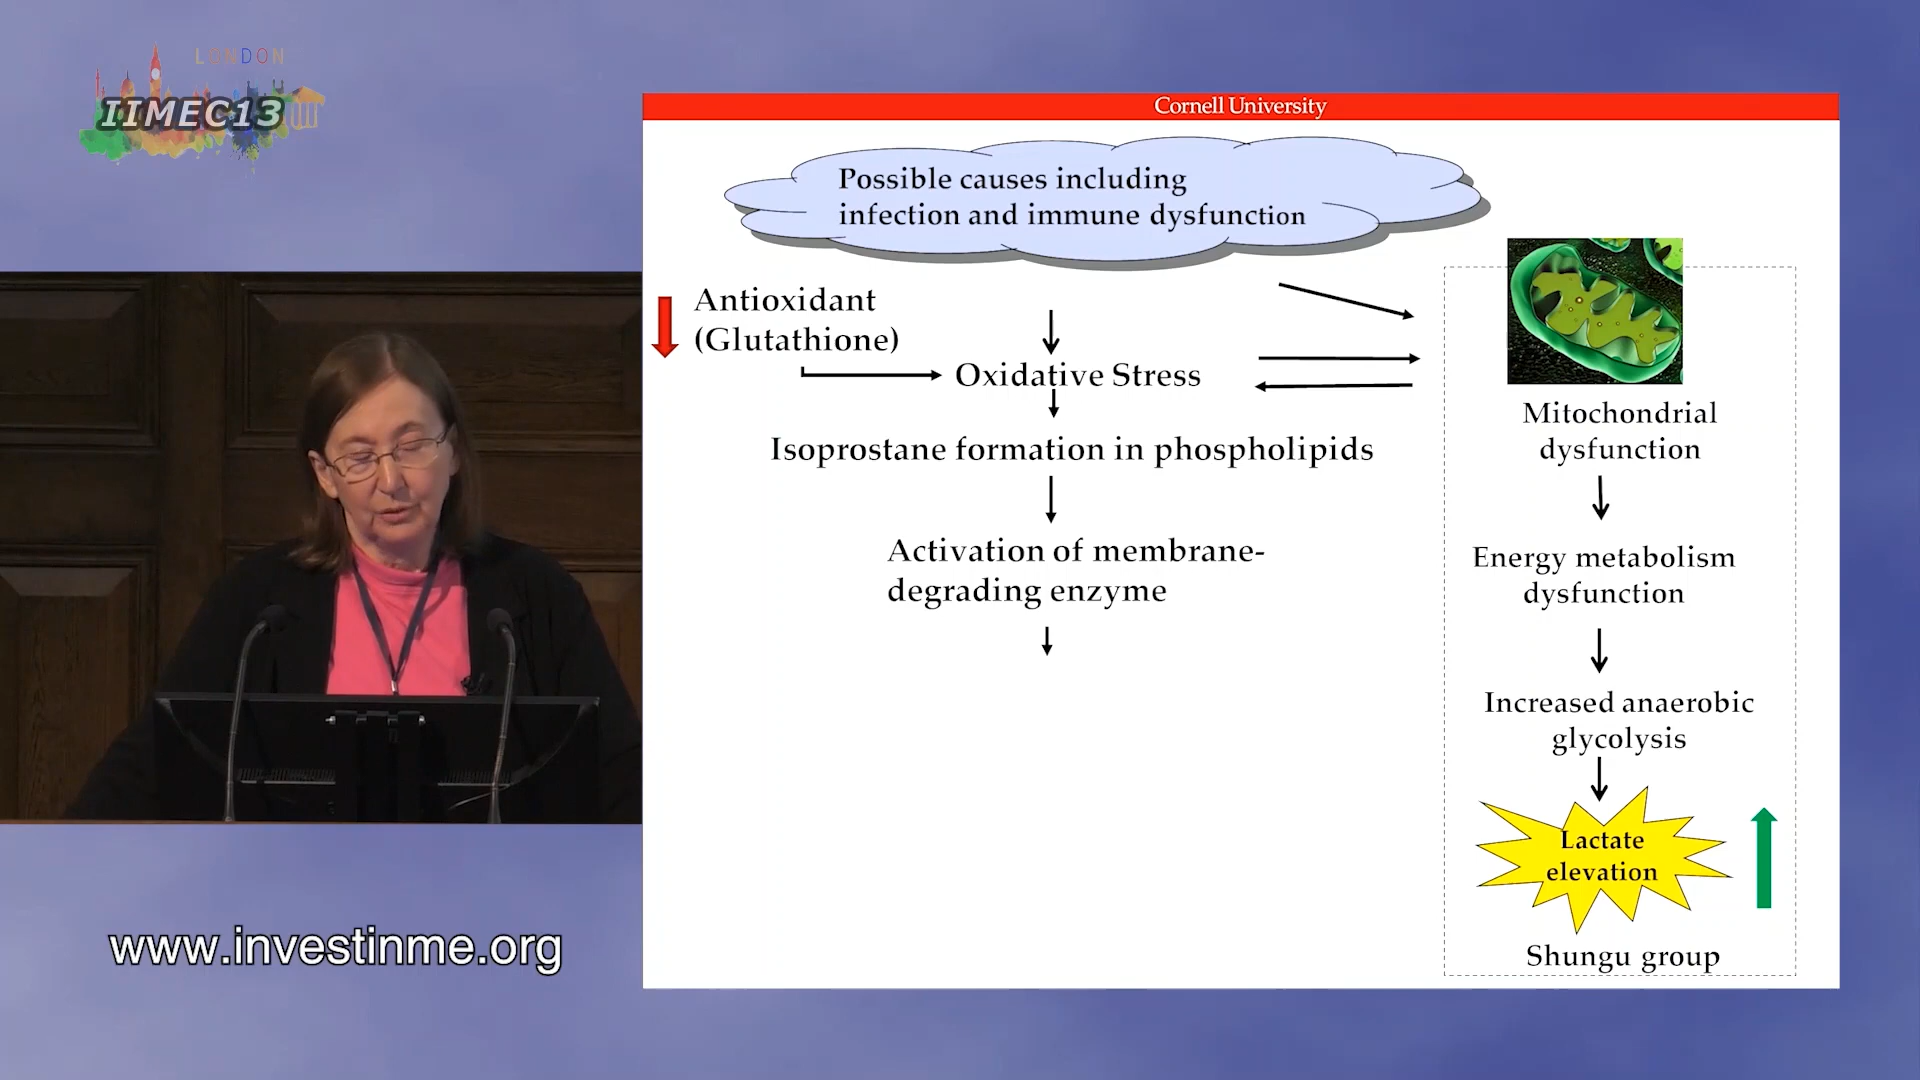 LONDON
IIMEC13
Cornell University
Possible causes including
infection and immune dysfunction
Antioxidant
(Glutathione)
Oxidative Stress
Isoprostane formation in phospholipids
Activation of membrane-
degrading enzyme
Mitochondrial
dysfunction
Energy metabolism
dysfunction
Increased anaerobic
glycolysis
Lactate
elevation
Shungu group
www.investinme.org